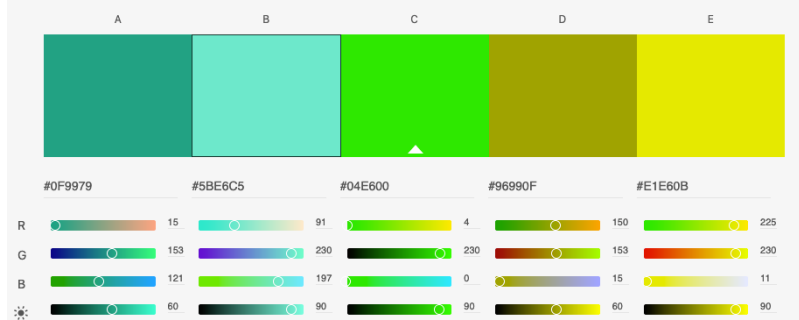 A B C D E
#0F9979 #5BE6C5 #04E600 #96990F #E1E60B
R 15 91 4 150 225
G 153 230 230 153 230
B 121 197 0 15 11
60 90 90 60 90